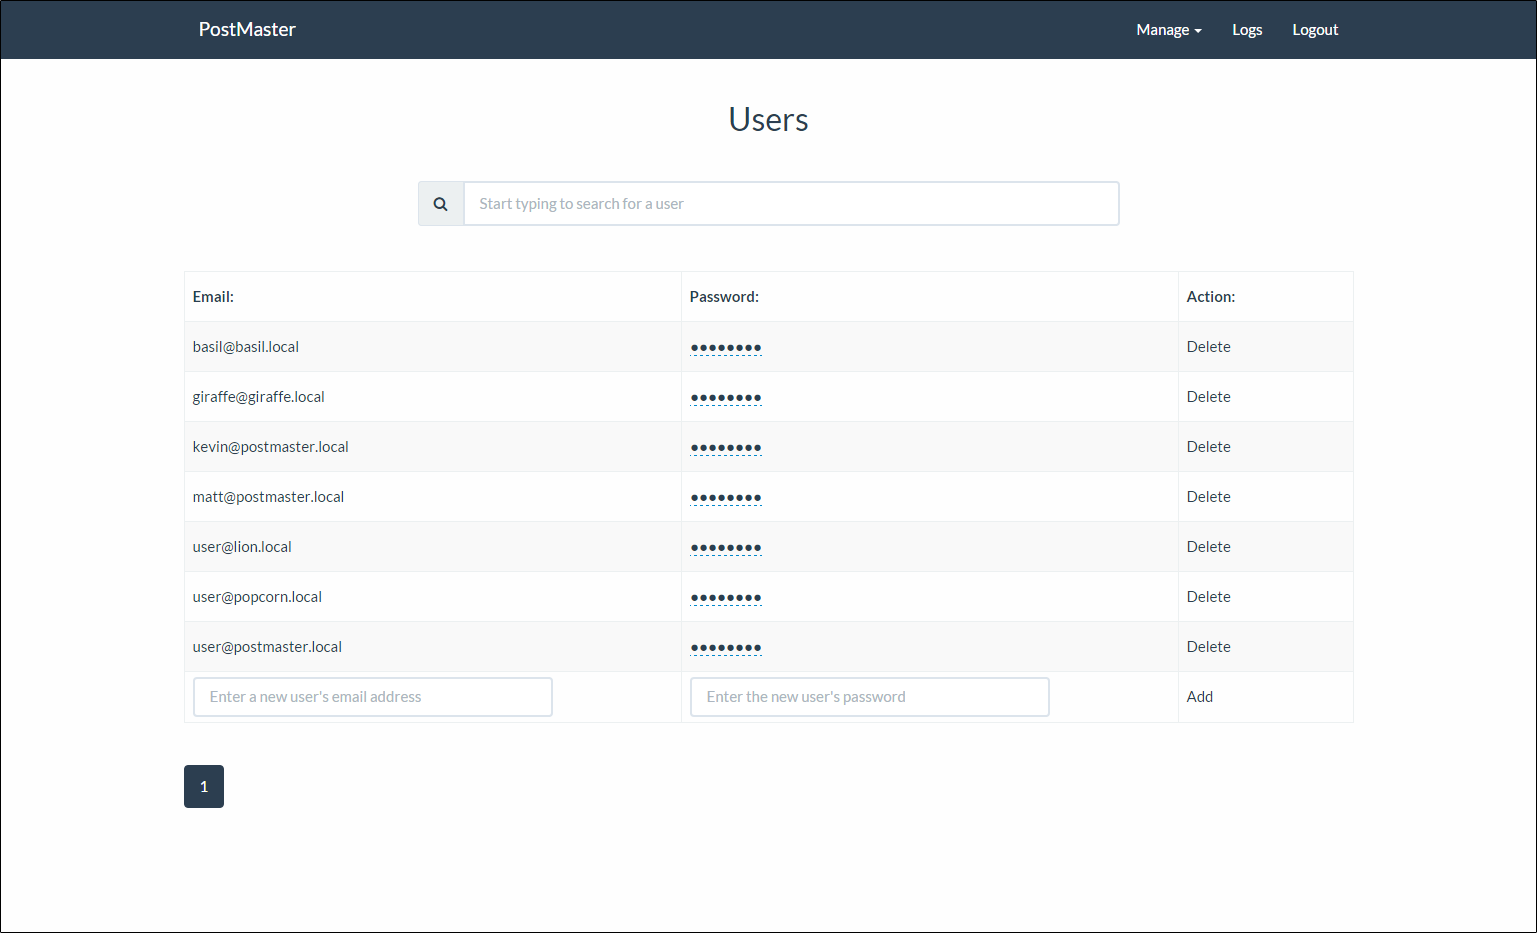 PostMaster Manage Logs Logout
Users
Start typing to search for a user
Email: Password: Action:
basil@basil.local ●●●●●●●● Delete
giraffe@giraffe.local ●●●●●●●● Delete
kevin@postmaster.local ●●●●●●●● Delete
matt@postmaster.local ●●●●●●●● Delete
user@lion.local ●●●●●●●● Delete
user@popcorn.local ●●●●●●●● Delete
user@postmaster.local ●●●●●●●● Delete
Enter a new user's email address Enter the new user's password Add
1